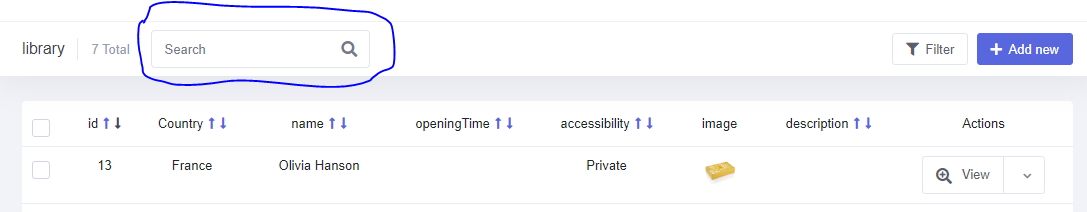 library 7 Total Search Filter + Add new
id Country name openingTime accessibility image description Actions
13 France Olivia Hanson Private View